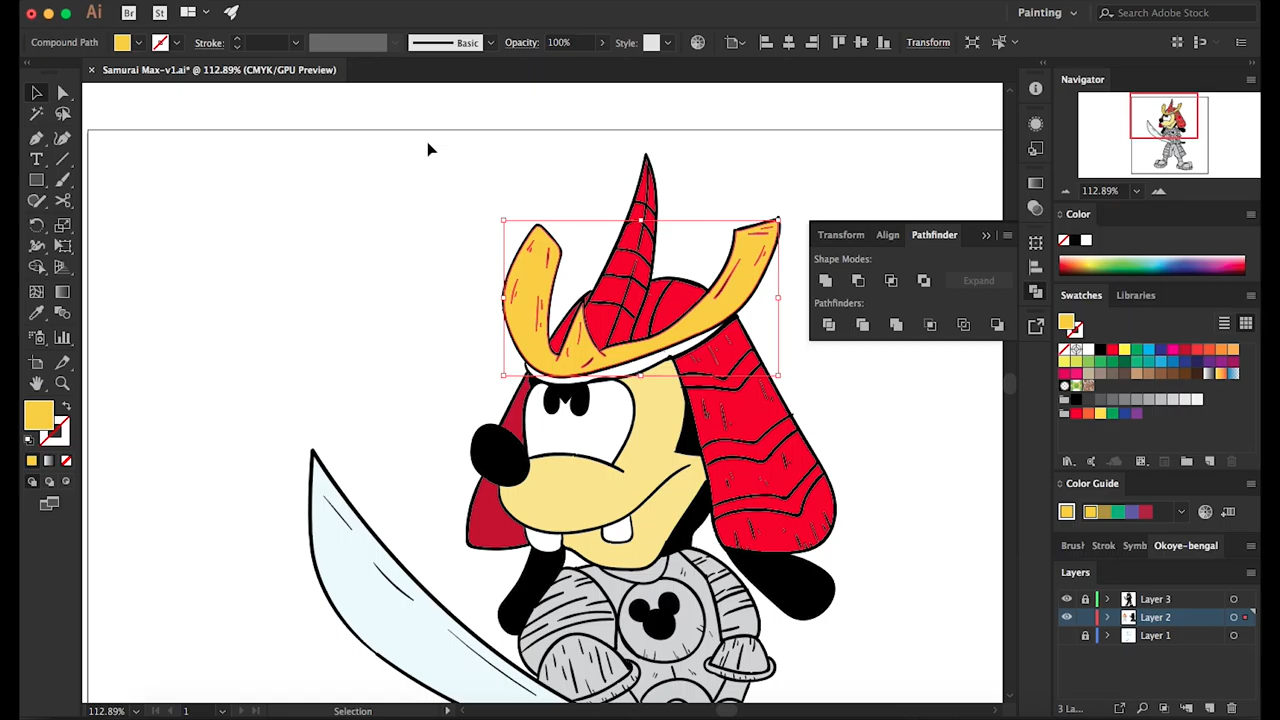 Ai Br St Painting Search Adobe Stock
Compound Path Stroke: Basic Opacity: 100% Style: Transform
× Samurai Max-v1.ai* @ 112.89% (CMYK/GPU Preview)
Navigator
112.89%
Color
Transform Align Pathfinder
Shape Modes:
Expand
Pathfinders:
Swatches Libraries
Color Guide
Brush Strok Symb Okoye-bengal
Layers
Layer 3
Layer 2
Layer 1
112.89% 1 Selection 3 La...